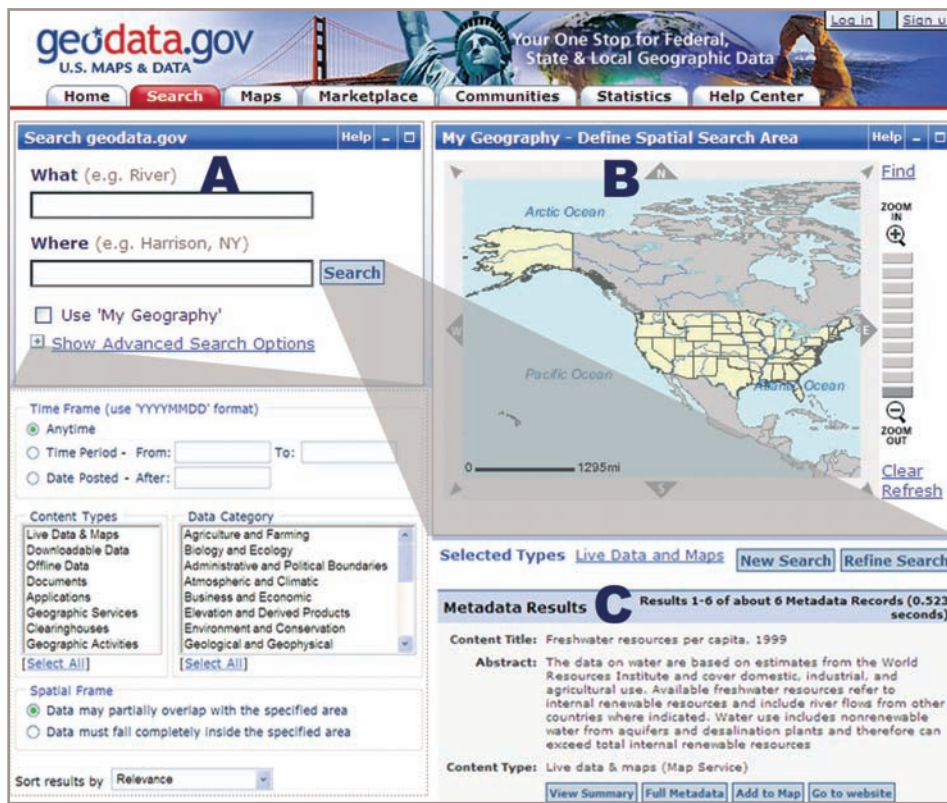 Log in
Sign u
geodata.gov
U.S. MAPS & DATA
Your One Stop for Federal,
State & Local Geographic Data
Home
Search
Maps
Marketplace
Communities
Statistics
Help Center
Search geodata.gov
Help
A
What (e.g. River)
Where (e.g. Harrison, NY)
Search
Use 'My Geography'
Show Advanced Search Options
Time Frame (use 'YYYYMMDD' format)
Anytime
Time Period - From:
To:
Date Posted - After:
Content Types
Live Data & Maps
Downloadable Data
Offline Data
Documents
Applications
Geographic Services
Clearinghouses
Geographic Activities
[Select All]
Data Category
Agriculture and Farming
Biology and Ecology
Administrative and Political Boundaries
Atmospheric and Climatic
Business and Economic
Elevation and Derived Products
Environment and Conservation
Geological and Geophysical
[Select All]
Spatial Frame
Data may partially overlap with the specified area
Data must fall completely inside the specified area
Sort results by
Relevance
My Geography - Define Spatial Search Area
Help
B
N
Find
ZOOM
IN
Arctic Ocean
W
E
Pacific Ocean
Atlantic Ocean
ZOOM
OUT
0
1295mi
S
Clear
Refresh
Selected Types Live Data and Maps
New Search
Refine Search
Metadata Results
C
Results 1-6 of about 6 Metadata Records (0.523
seconds)
Content Title: Freshwater resources per capita, 1999
Abstract: The data on water are based on estimates from the World
Resources Institute and cover domestic, industrial, and
agricultural use. Available freshwater resources refer to
internal renewable resources and include river flows from other
countries where indicated. Water use includes nonrenewable
water from aquifers and desalination plants and therefore can
exceed total internal renewable resources
Content Type: Live data & maps (Map Service)
View Summary
Full Metadata
Add to Map
Go to website